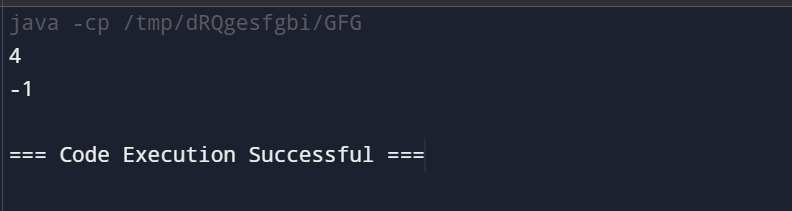 java -cp /tmp/dRQgesfgbi/GFG
4
-1
=== Code Execution Successful ===